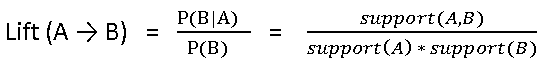 Lift (A → B) = P(B|A) / P(B) = support(A,B) / support(A) * support(B)